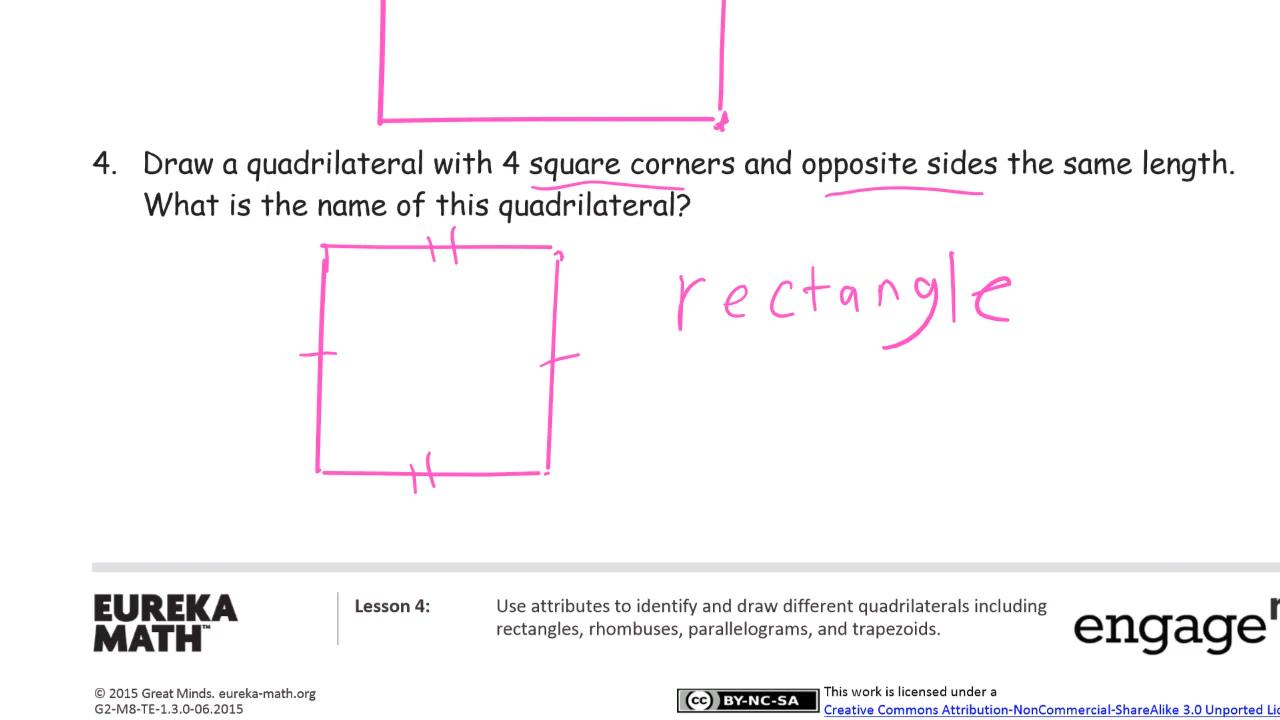 4. Draw a quadrilateral with 4 square corners and opposite sides the same length.
What is the name of this quadrilateral?
rectangle
EUREKA
MATH™
Lesson 4:
Use attributes to identify and draw different quadrilaterals including
rectangles, rhombuses, parallelograms, and trapezoids.
engage
© 2015 Great Minds. eureka-math.org
G2-M8-TE-1.3.0-06.2015
cc BY-NC-SA
This work is licensed under a
Creative Commons Attribution-NonCommercial-ShareAlike 3.0 Unported Li